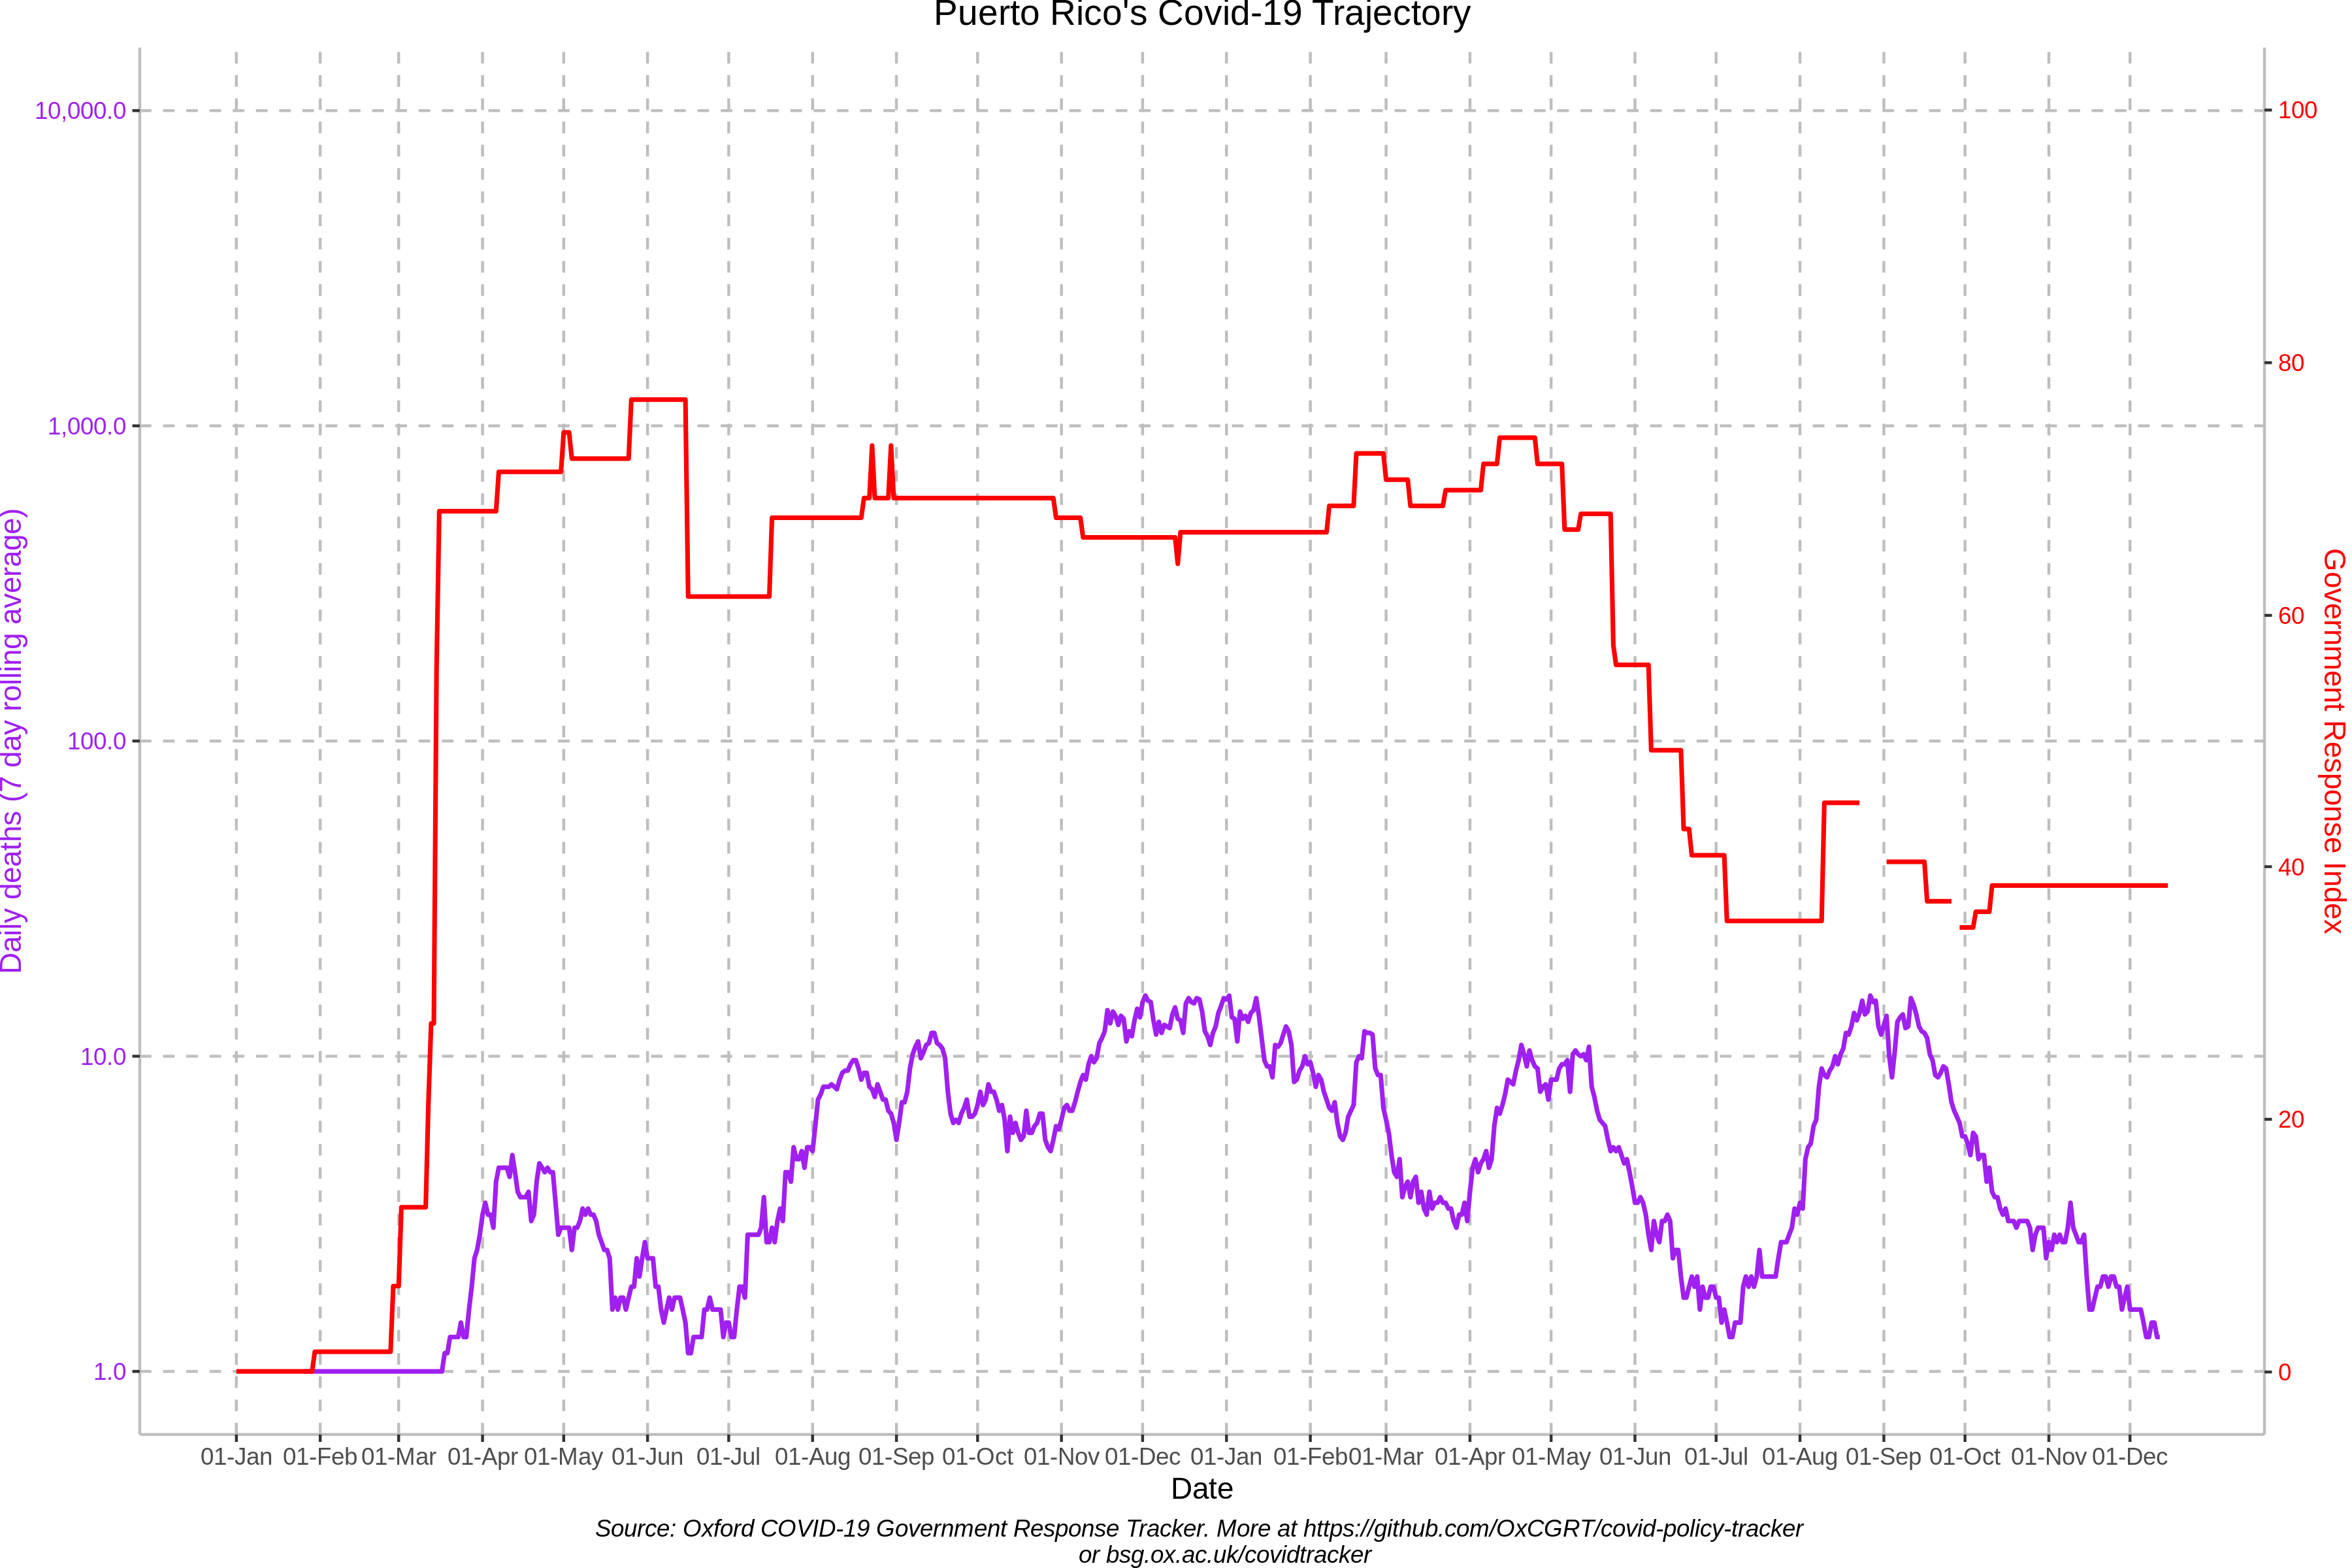 Puerto Rico's Covid-19 Trajectory
10,000.0
1,000.0
100.0
10.0
1.0
Daily deaths (7 day rolling average)
100
80
60
40
20
0
Government Response Index
01-Jan 01-Feb 01-Mar 01-Apr 01-May 01-Jun 01-Jul 01-Aug 01-Sep 01-Oct 01-Nov 01-Dec 01-Jan 01-Feb 01-Mar 01-Apr 01-May 01-Jun 01-Jul 01-Aug 01-Sep 01-Oct 01-Nov 01-Dec
Date
Source: Oxford COVID-19 Government Response Tracker. More at https://github.com/OxCGRT/covid-policy-tracker
or bsg.ox.ac.uk/covidtracker